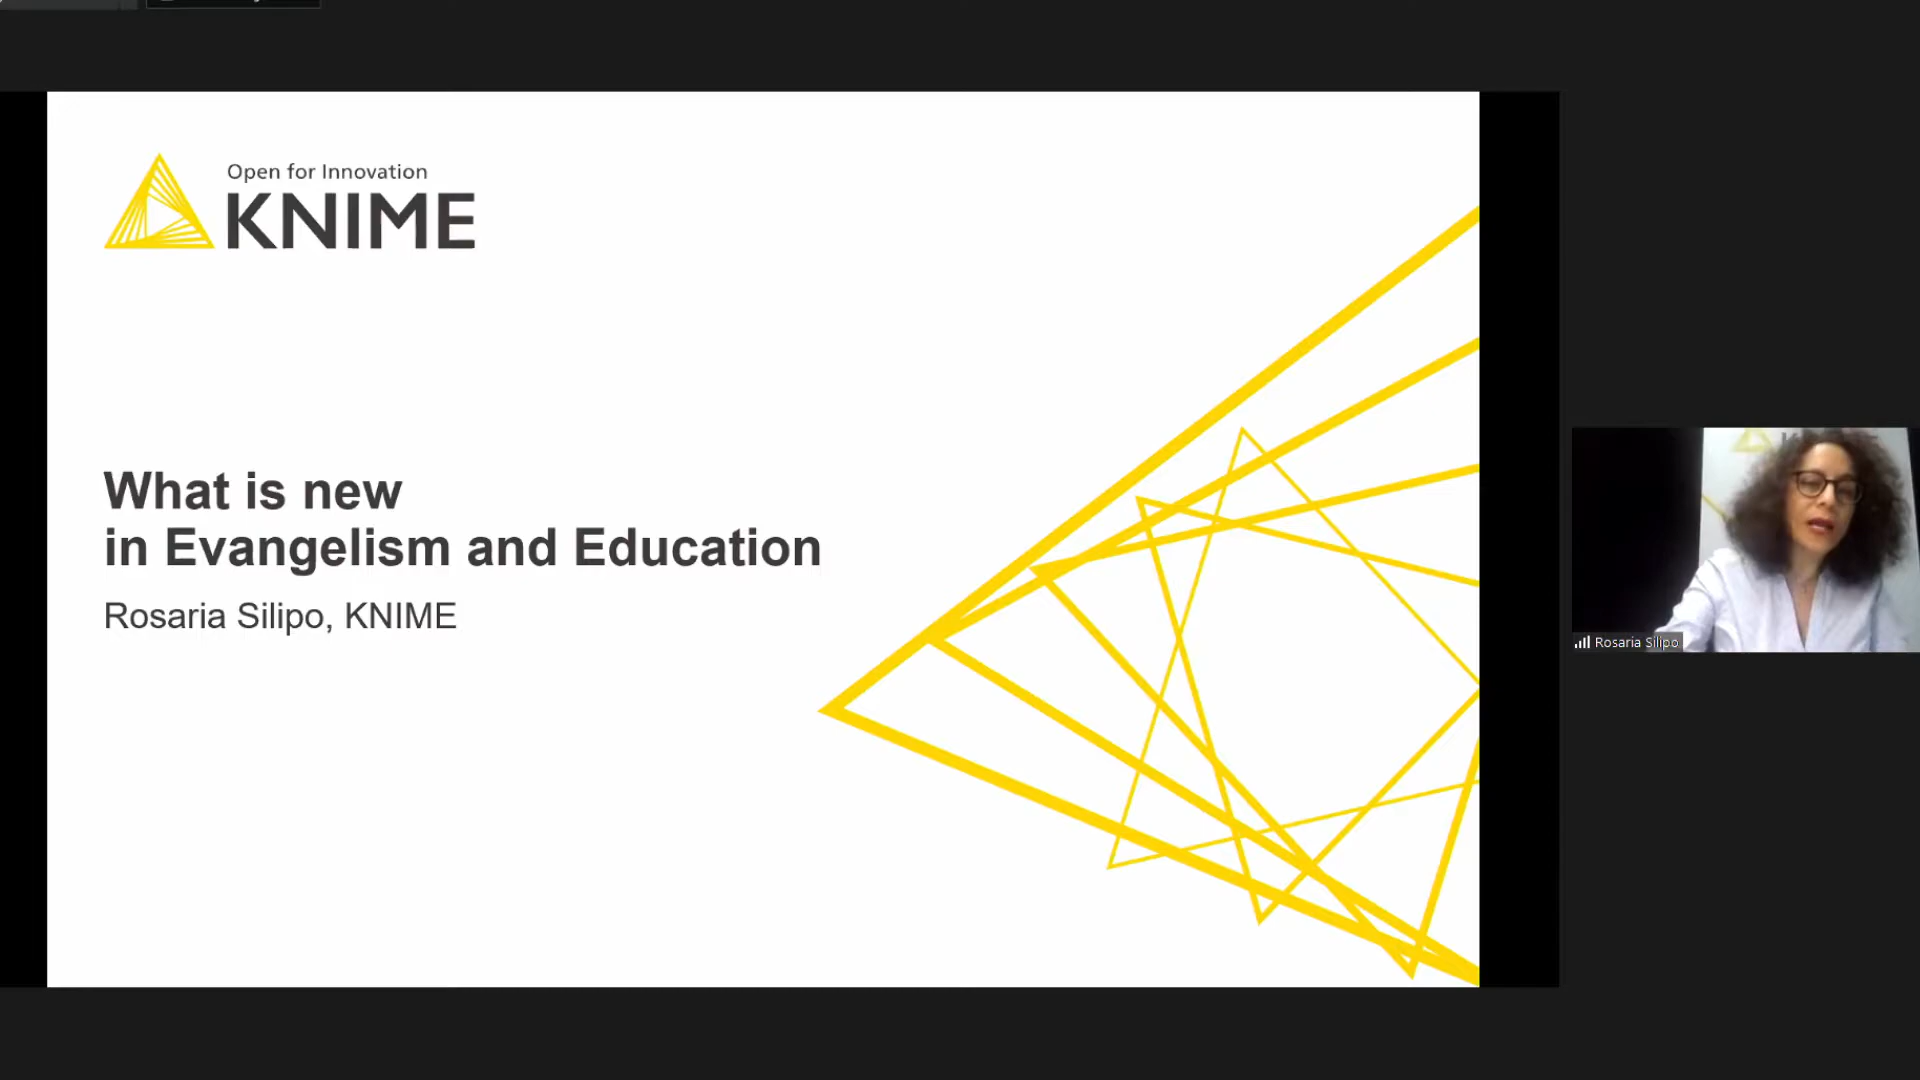 Open for Innovation
KNIME
What is new
in Evangelism and Education
Rosaria Silipo, KNIME
Rosaria Silipo